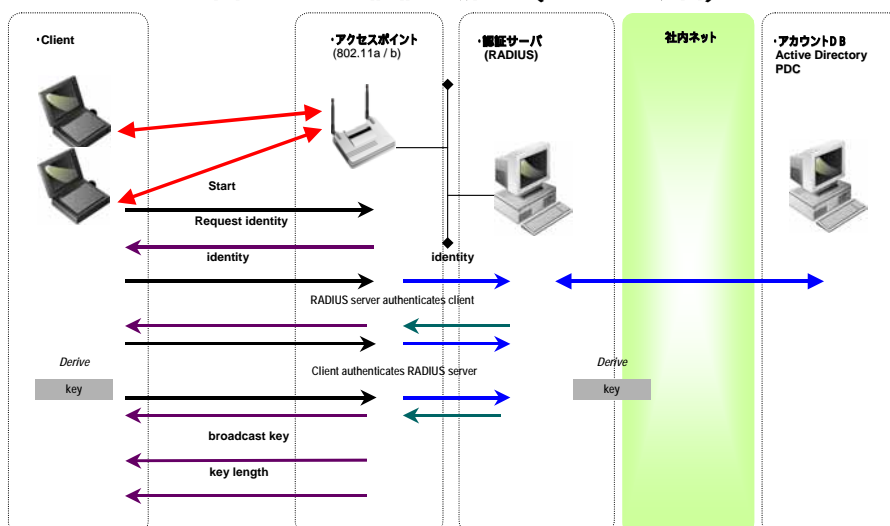 ・Client
・アクセスポイント
(802.11a / b)
・認証サーバ
(RADIUS)
社内ネット
・アカウントDB
Active Directory
PDC
Start
Request identity
identity
identity
RADIUS server authenticates client
Derive
key
Client authenticates RADIUS server
Derive
key
broadcast key
key length